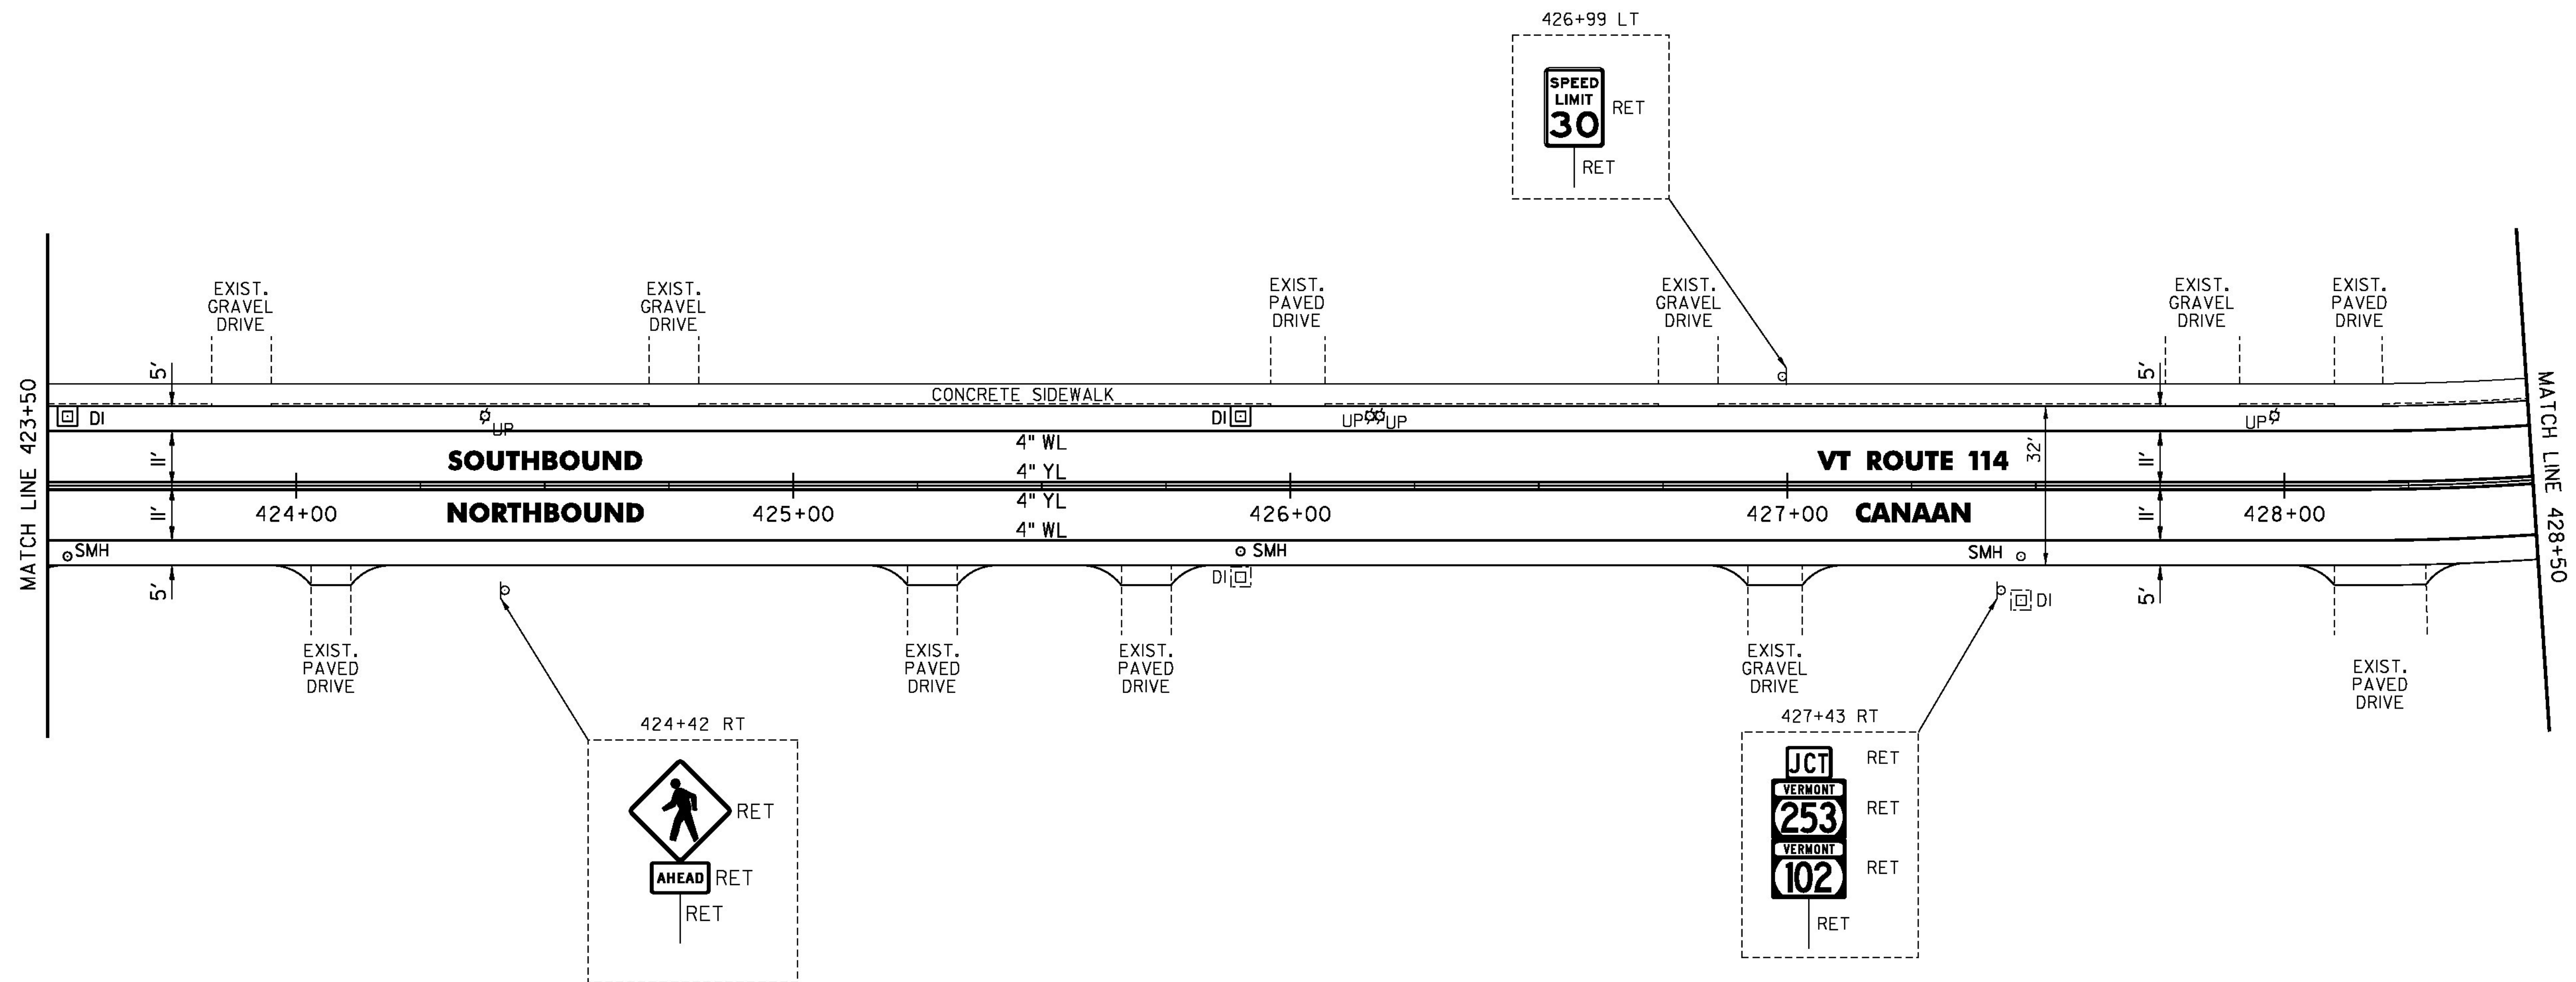 426+99 LT
SPEED
LIMIT
30
RET
RET
EXIST.
GRAVEL
DRIVE
EXIST.
GRAVEL
DRIVE
EXIST.
PAVED
DRIVE
EXIST.
GRAVEL
DRIVE
EXIST.
GRAVEL
DRIVE
EXIST.
PAVED
DRIVE
MATCH LINE 423+50
5'
CONCRETE SIDEWALK
5'
MATCH LINE 428+50
DI
UP
DI
UP
UP
UP
4" WL
11'
SOUTHBOUND
4" YL
VT ROUTE 114
32'
11'
11'
424+00
NORTHBOUND
425+00
4" YL
426+00
427+00
CANAAN
11'
428+00
4" WL
SMH
SMH
SMH
5'
DI
DI
5'
EXIST.
PAVED
DRIVE
EXIST.
PAVED
DRIVE
EXIST.
PAVED
DRIVE
EXIST.
GRAVEL
DRIVE
EXIST.
PAVED
DRIVE
424+42 RT
RET
AHEAD
RET
RET
427+43 RT
JCT
RET
VERMONT
253
RET
VERMONT
102
RET
RET